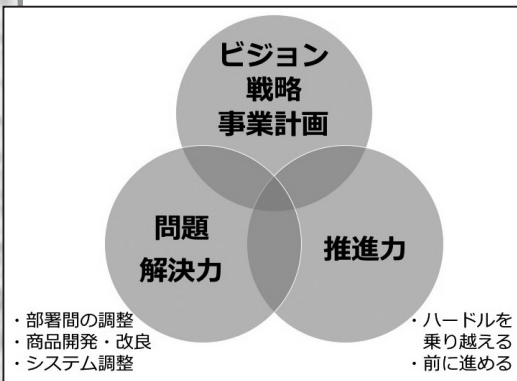 ビジョン
戦略
事業計画
問題
解決力
推進力
・部署間の調整
・商品開発・改良
・システム調整
・ハードルを
乗り越える
・前に進める